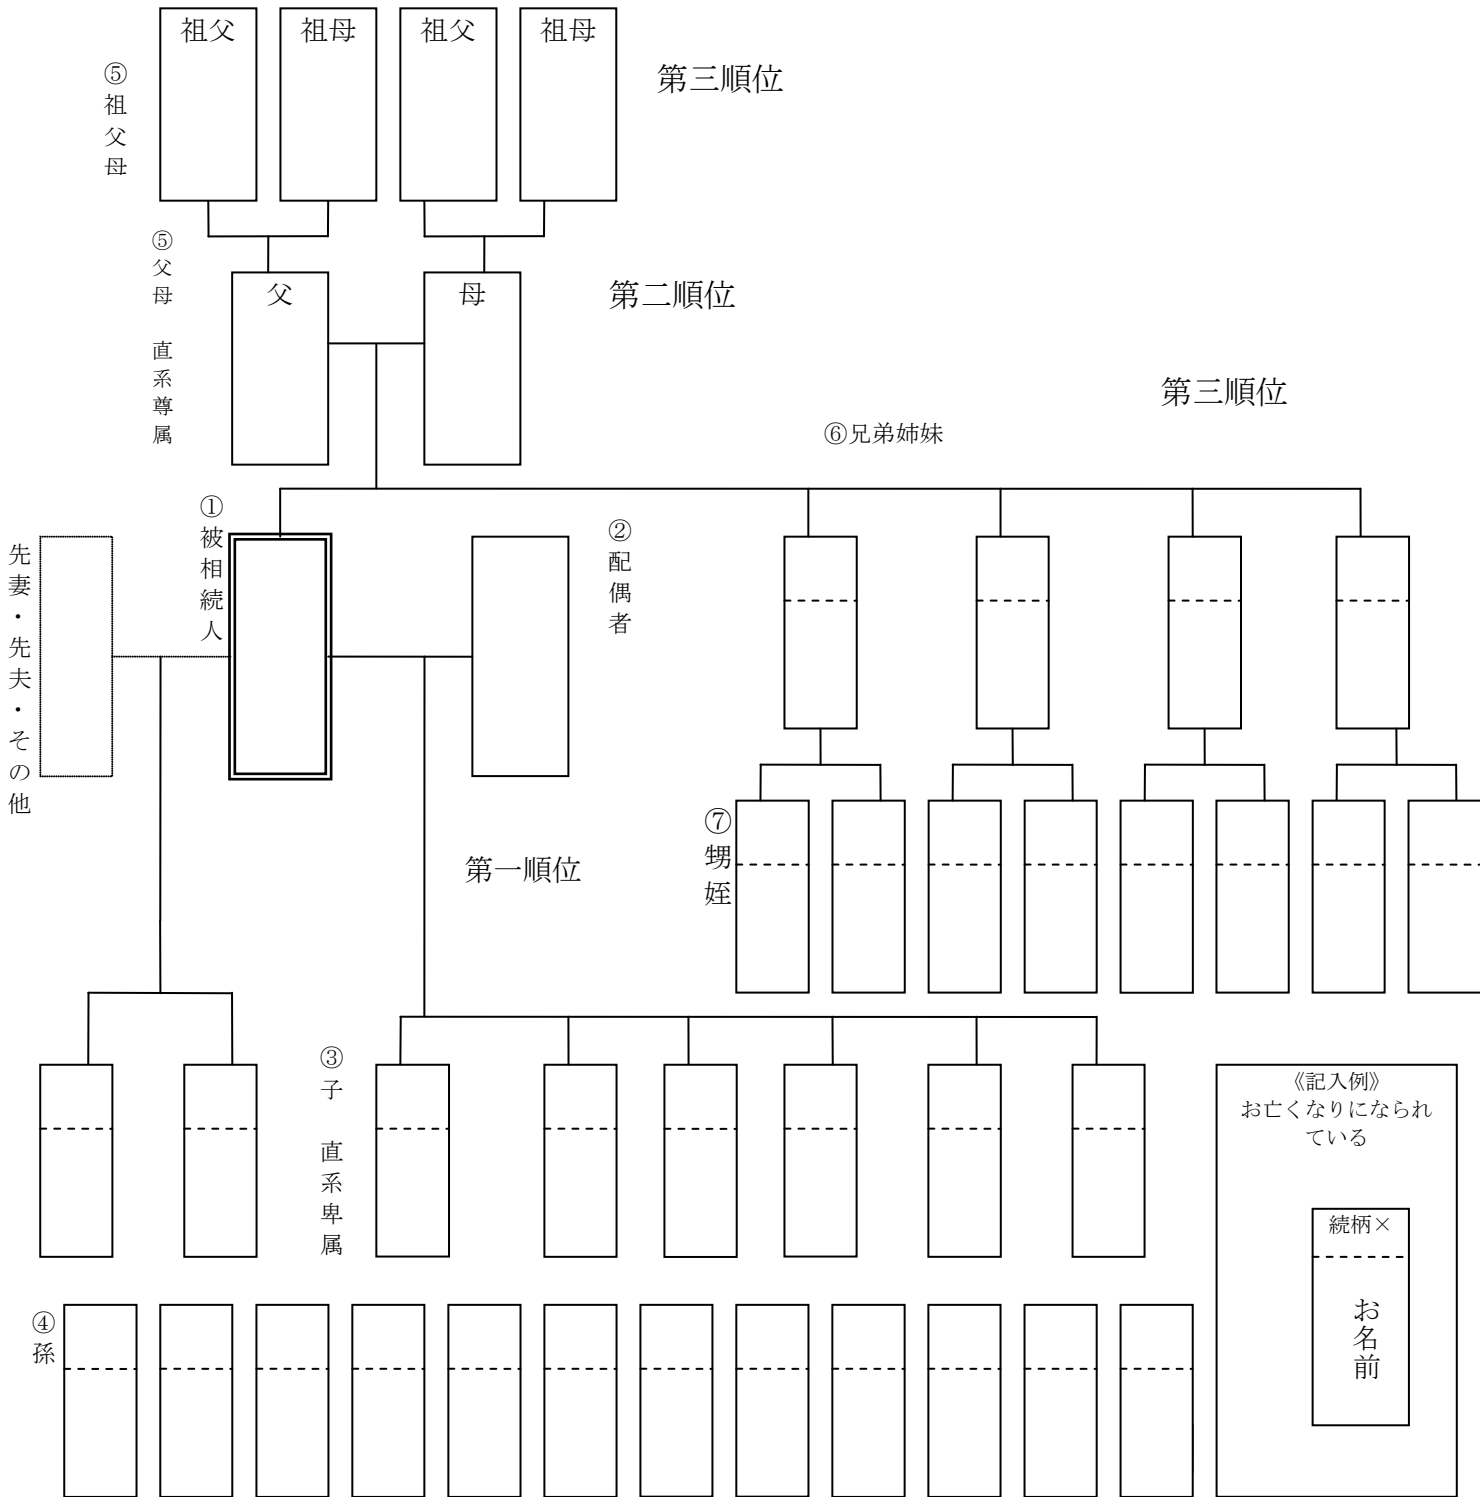 祖父
祖母
祖父
祖母
⑤祖父母
第三順位
⑤父母　直系尊属
父
母
第二順位
第三順位
⑥兄弟姉妹
先妻・先夫・その他
①被相続人
②配偶者
⑦甥姪
第一順位
③子　直系卑属
《記入例》
お亡くなりになられ
ている
続柄×
お名前
④孫